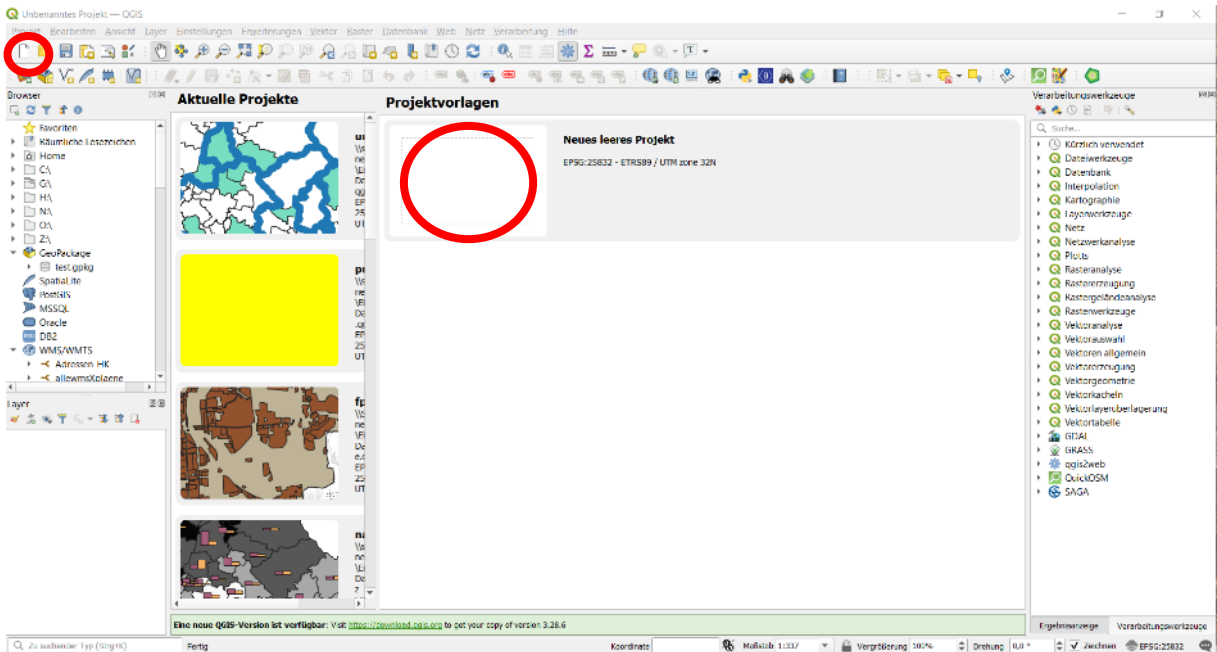 Unbenanntes Projekt — QGIS
Projekt Bearbeiten Ansicht Layer Einstellungen Erweiterungen Vektor Raster Datenbank Web Netz Verarbeitung Hilfe
Browser
Favoriten
Räumliche Lesezeichen
Home
C:\
G:\
H:\
N:\
O:\
Z:\
GeoPackage
test.gpkg
SpatiaLite
PostGIS
MSSQL
Oracle
DB2
WMS/WMTS
Adressen HK
allewmsXplaene
Layer
Aktuelle Projekte
Projektvorlagen
Neues leeres Projekt
EPSG:25832 - ETRS89 / UTM zone 32N
Verarbeitungswerkzeuge
Suche...
Kürzlich verwendet
Dateiwerkzeuge
Datenbank
Interpolation
Kartographie
Layerwerkzeuge
Netz
Netzwerkanalyse
Plotts
Rasteranalyse
Rastererzeugung
Rastergeländeanalyse
Rasterwerkzeuge
Vektoranalyse
Vektorauswahl
Vektoren allgemein
Vektorerzeugung
Vektorgeometrie
Vektorkacheln
Vektorlayerüberlagerung
Vektortabelle
GDAL
GRASS
qgis2web
QuickOSM
SAGA
Eine neue QGIS-Version ist verfügbar: Visit https://download.qgis.org to get your copy of version 3.28.6
Ergebnisanzeige Verarbeitungswerkzeuge
Zu suchender Typ (Strg+K) Fertig Koordinate Maßstab 1:337 Vergrößerung 100% Drehung 0,0 ° Zeichnen EPSG:25832